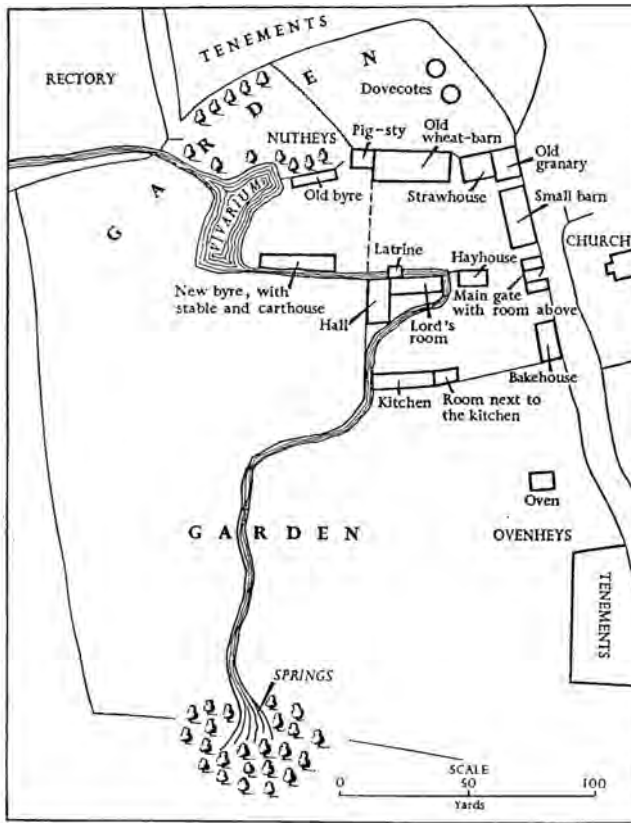 TENEMENTS
RECTORY
GARDEN
Dovecotes
NUTHEYS
Pig-sty
Old
wheat-barn
Old
granary
Old byre
Strawhouse
Small barn
VIVARIUM
CHURCH
Latrine
Hayhouse
New byre, with
stable and carthouse
Main gate
with room above
Hall
Lord's
room
Kitchen
Room next to
the kitchen
Bakehouse
Oven
GARDEN
OVENHEYS
TENEMENTS
SPRINGS
SCALE
0 50 100
Yards